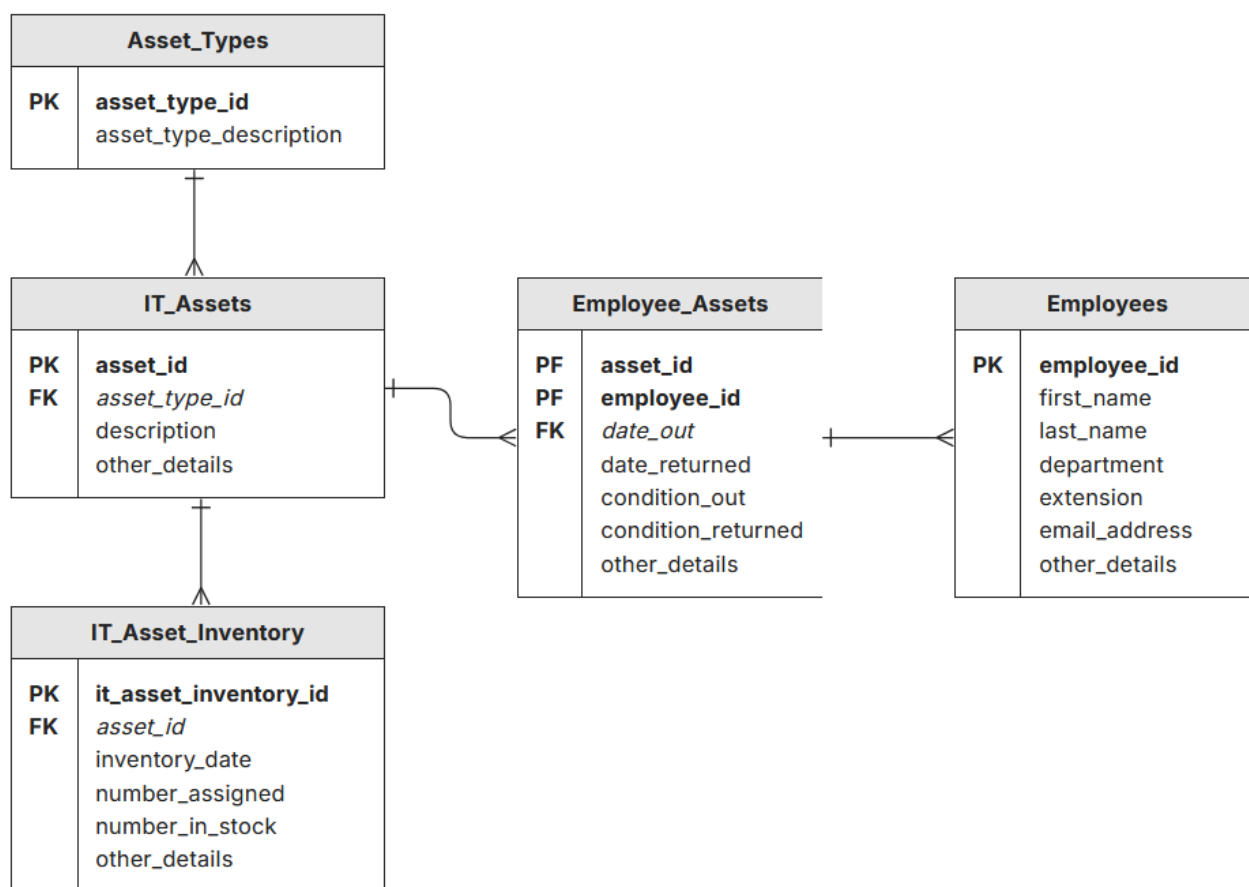 Asset_Types
PK asset_type_id
asset_type_description
IT_Assets
PK asset_id
FK asset_type_id
description
other_details
Employee_Assets
PF asset_id
PF employee_id
FK date_out
date_returned
condition_out
condition_returned
other_details
Employees
PK employee_id
first_name
last_name
department
extension
email_address
other_details
IT_Asset_Inventory
PK it_asset_inventory_id
FK asset_id
inventory_date
number_assigned
number_in_stock
other_details